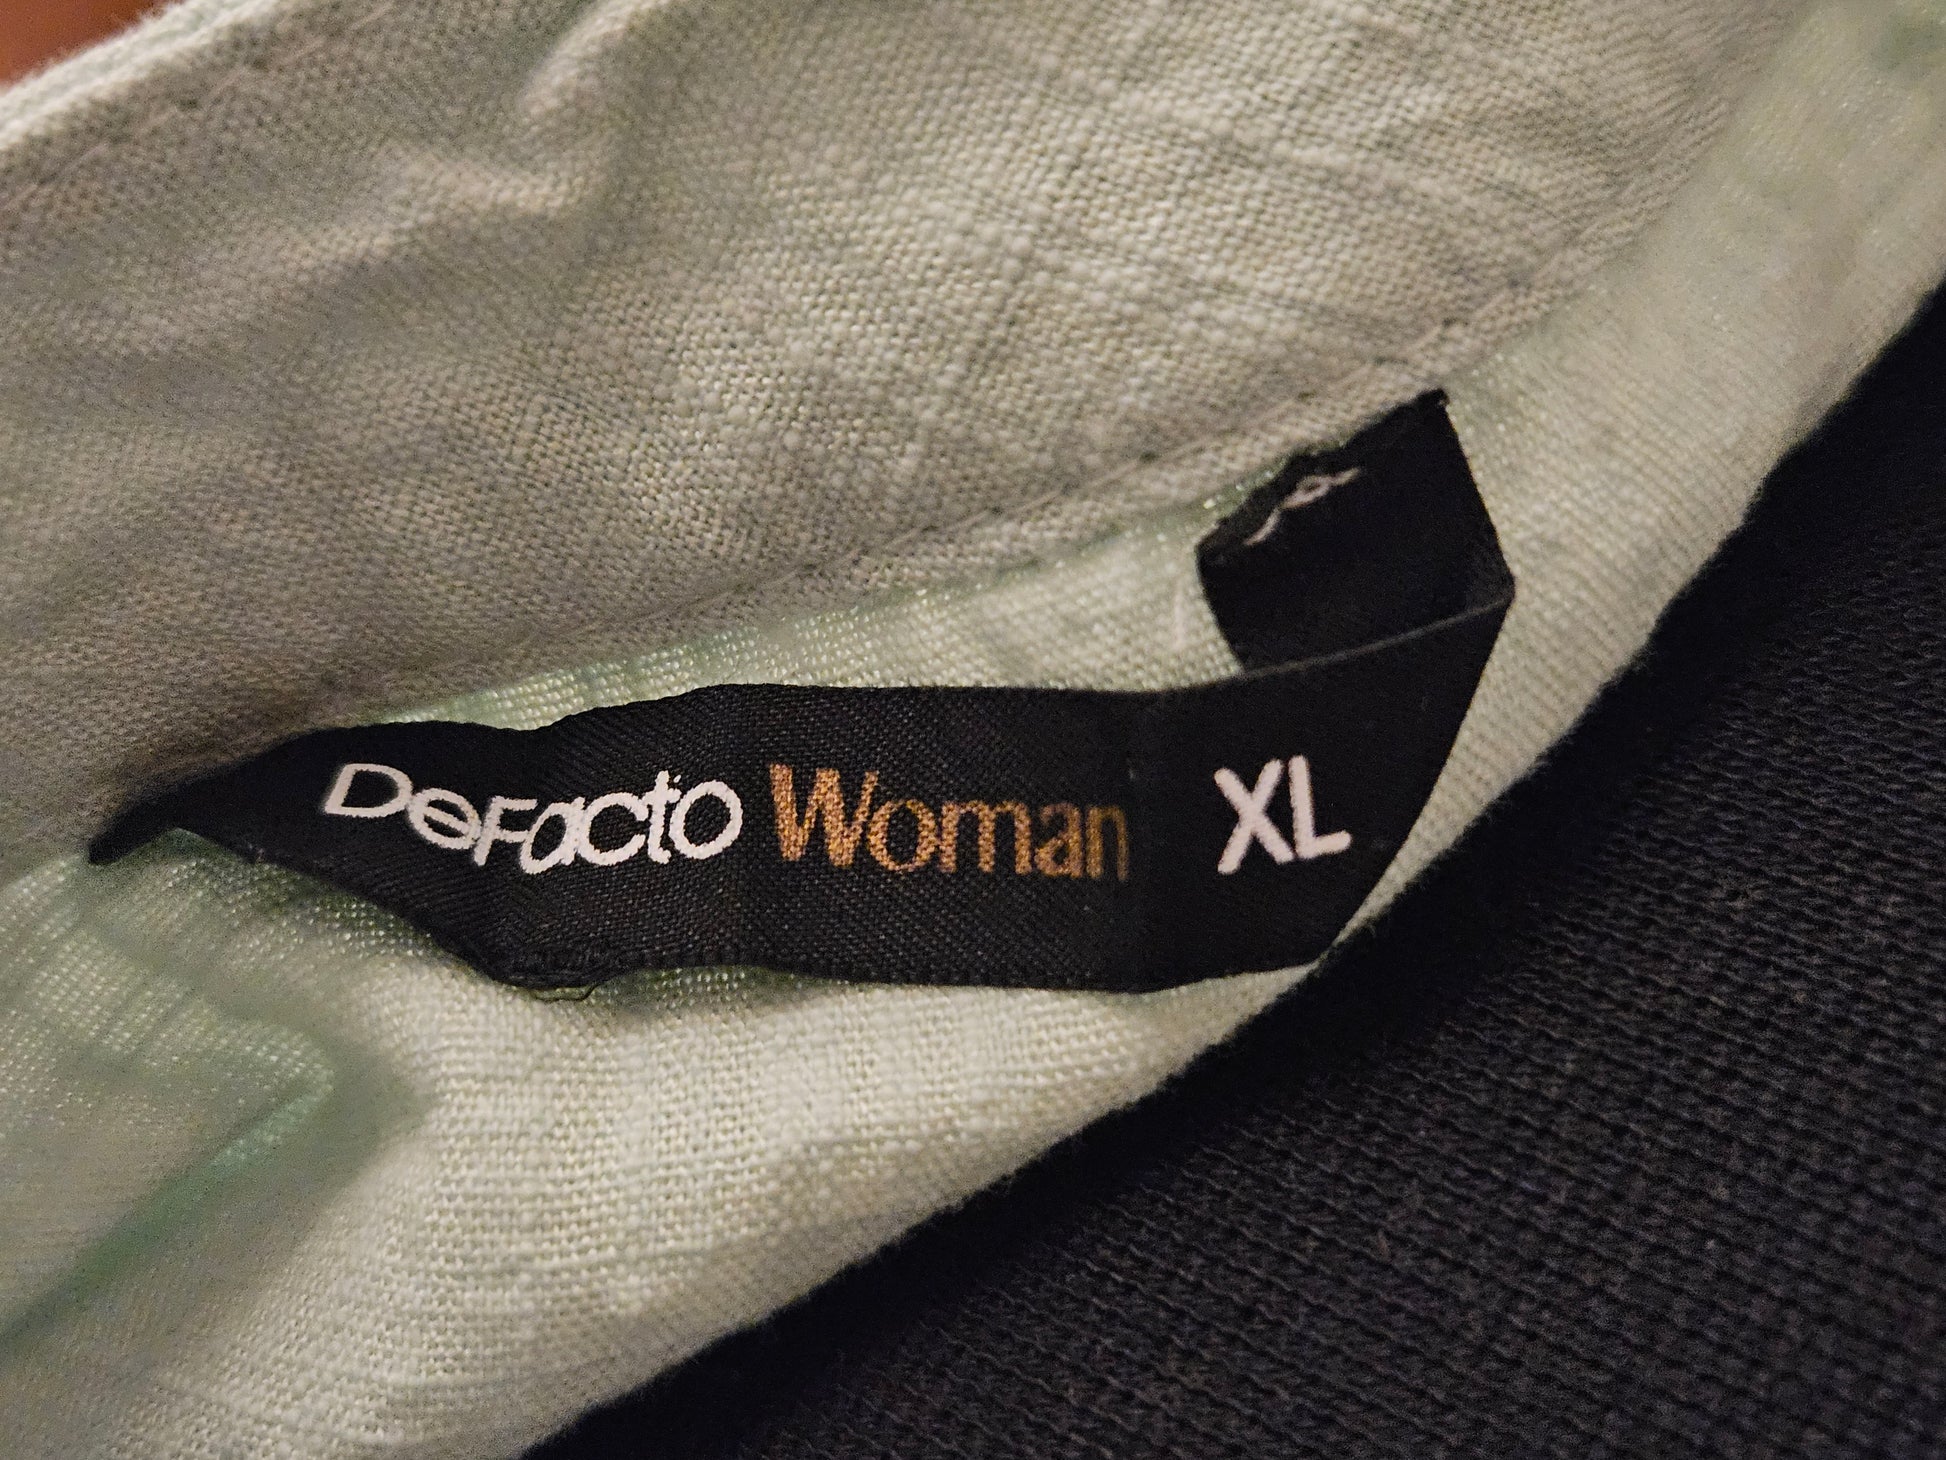 DeFacto Woman XL